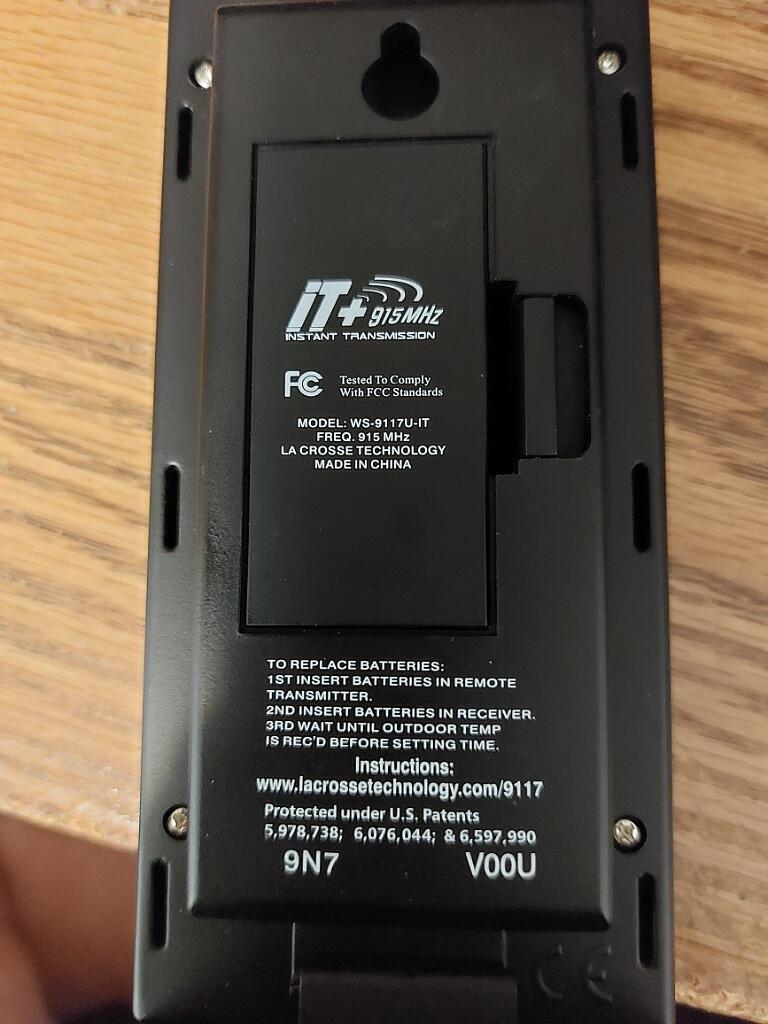 IT+ 915MHz
INSTANT TRANSMISSION
FC Tested To Comply
With FCC Standards
MODEL: WS-9117U-IT
FREQ. 915 MHz
LA CROSSE TECHNOLOGY
MADE IN CHINA
TO REPLACE BATTERIES:
1ST INSERT BATTERIES IN REMOTE
TRANSMITTER.
2ND INSERT BATTERIES IN RECEIVER.
3RD WAIT UNTIL OUTDOOR TEMP
IS REC'D BEFORE SETTING TIME.
Instructions:
www.lacrossetechnology.com/9117
Protected under U.S. Patents
5,978,738; 6,076,044; & 6,597,990
9N7 V00U
CE